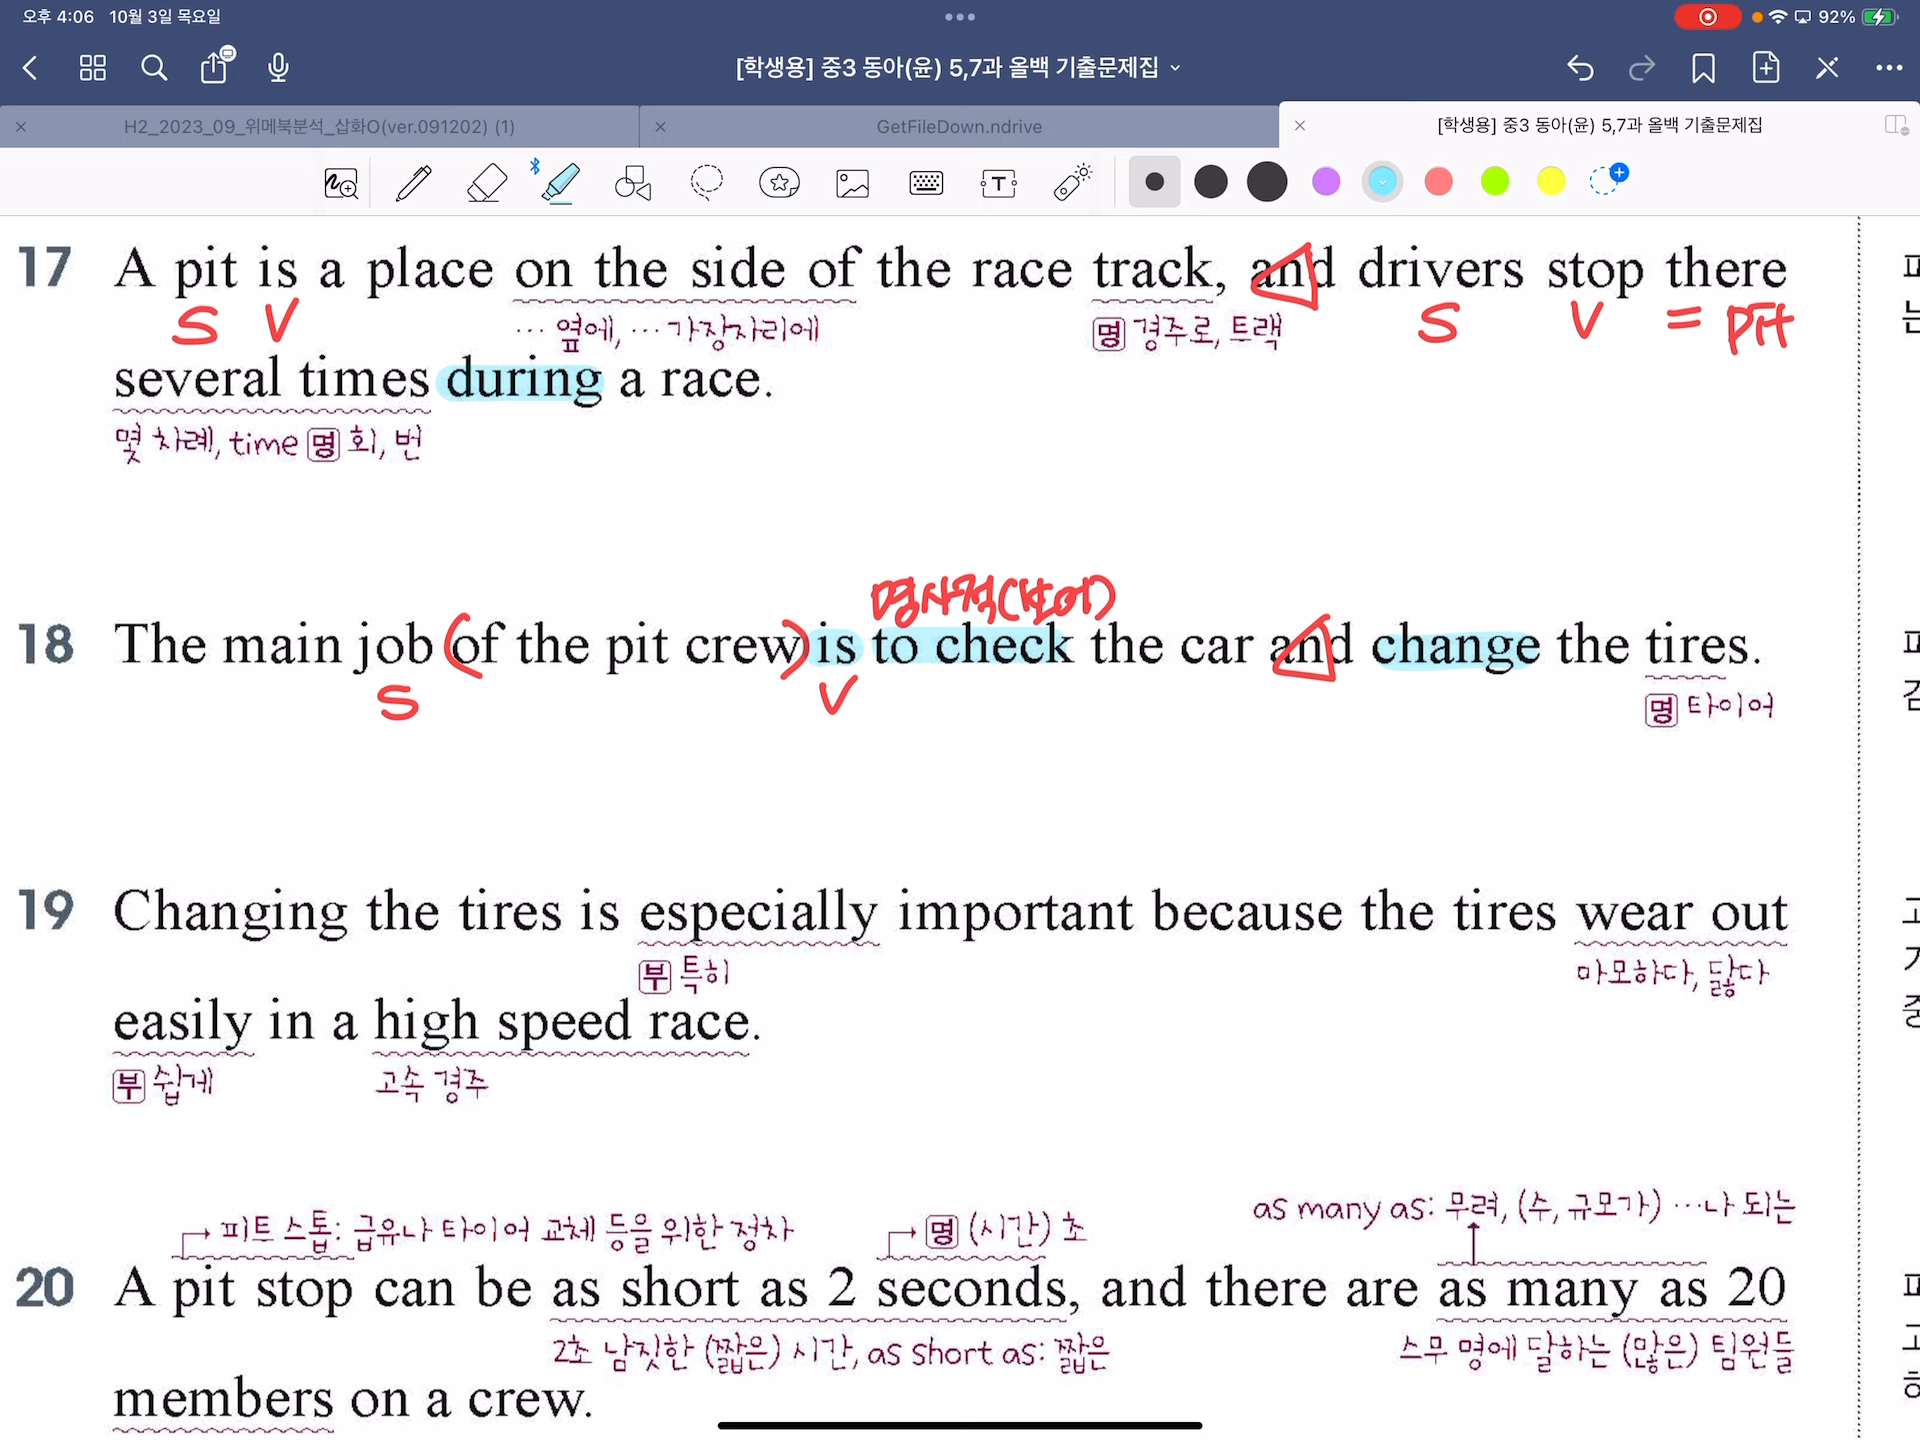 오후 4:06 10월 3일 목요일
92%
[학생용] 중3 동아(윤) 5,7과 올백 기출문제집
H2_2023_09_위메북분석_삽화O(ver.091202) (1)
GetFileDown.ndrive
[학생용] 중3 동아(윤) 5,7과 올백 기출문제집
17 A pit is a place on the side of the race track, and drivers stop there
S V … 옆에, … 가장자리에 명 경주로, 트랙 S V = pit
several times during a race.
몇 차례, time 명 회, 번
명사적(보어)
18 The main job (of the pit crew) is to check the car and change the tires.
S V 명 타이어
19 Changing the tires is especially important because the tires wear out
부 특히 마모하다, 닳다
easily in a high speed race.
부 쉽게 고속 경주
as many as: 무려, (수, 규모가) …나 되는
피트 스톱: 급유나 타이어 교체 등을 위한 정차 명 (시간) 초
20 A pit stop can be as short as 2 seconds, and there are as many as 20
2초 남짓한 (짧은) 시간, as short as: 짧은 스무 명에 달하는 (많은) 팀원들
members on a crew.